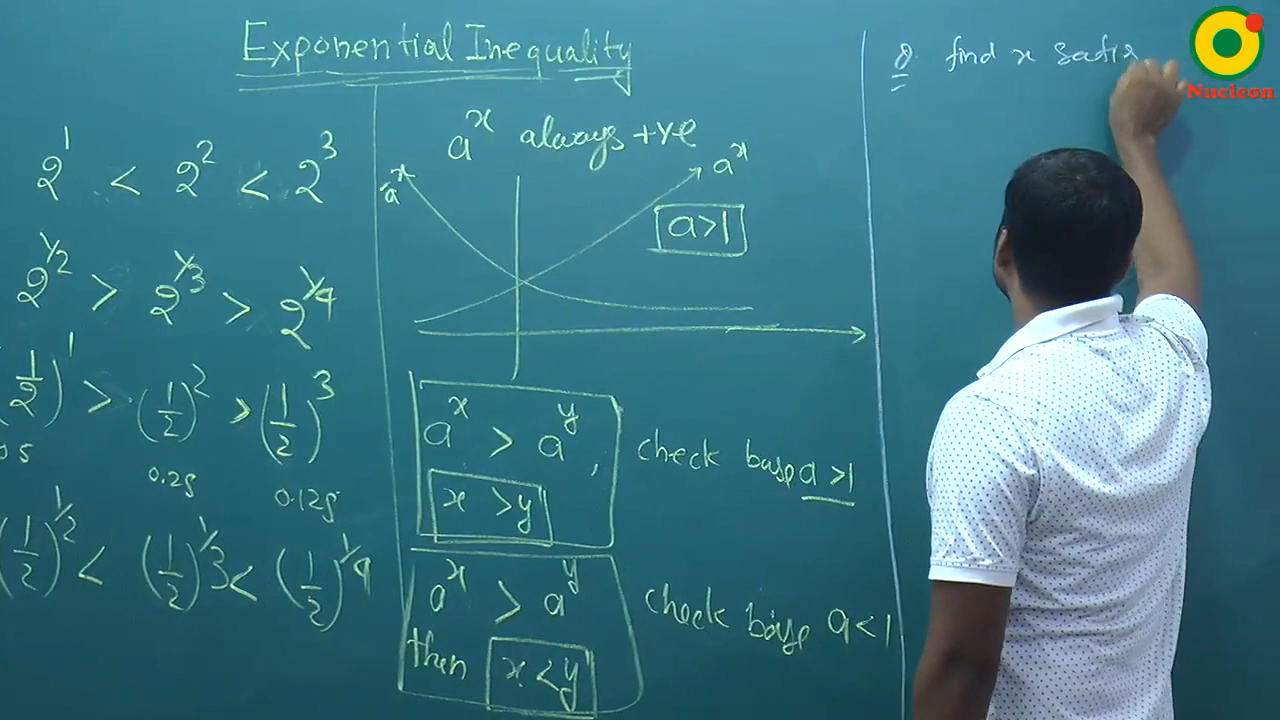 Exponential Inequality
2^1 < 2^2 < 2^3
2^1/2 > 2^1/3 > 2^1/4
(1/2)^1 > (1/2)^2 > (1/2)^3
0.25 0.125
(1/2)^1/2 < (1/2)^1/3 < (1/2)^1/4
a^x always +ve
a^x
a^x
a>1
a^x > a^y,
x >y
check base a >1
a^x > a^y
then x <y
check base a<1
Q. find x
Nucleon